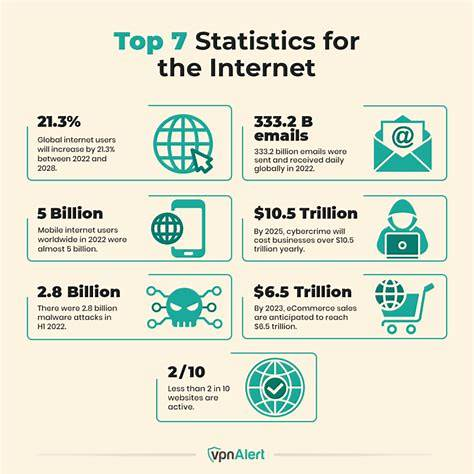 Top 7 Statistics for
the Internet
21.3%
Global internet users
will increase by 21.3%
between 2022 and
2028.
333.2 B
emails
333.2 billion emails were
sent and received daily
globally in 2022.
@
5 Billion
Mobile internet users
worldwide in 2022 were
almost 5 billion.
$10.5 Trillion
By 2025, cybercrime will
cost businesses over $10.5
trillion yearly.
2.8 Billion
There were 2.8 billion
malware attacks in
H1 2022.
$6.5 Trillion
By 2023, eCommerce sales
are anticipated to reach
$6.5 trillion.
2/10
Less than 2 in 10
websites are
active.
vpnAlert